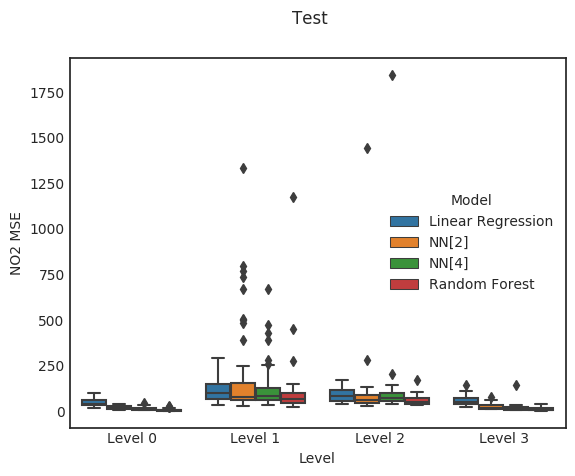 Test
NO2 MSE
1750
1500
1250
1000
750
500
250
0
Model
Linear Regression
NN[2]
NN[4]
Random Forest
Level 0
Level 1
Level 2
Level 3
Level